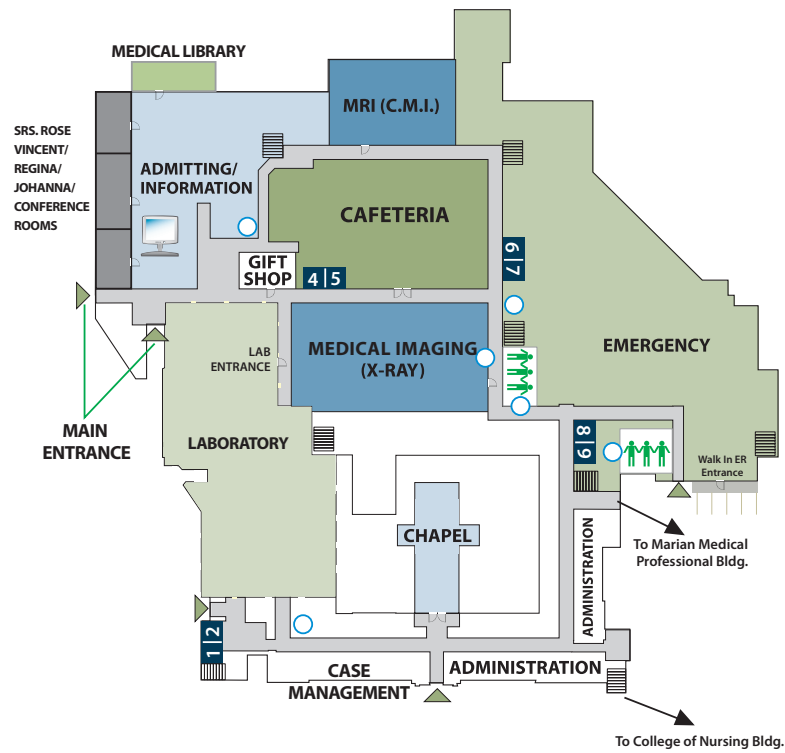 MEDICAL LIBRARY
MRI (C.M.I.)
SRS. ROSE
VINCENT/
REGINA/
JOHANNA/
CONFERENCE
ROOMS
ADMITTING/
INFORMATION
CAFETERIA
GIFT
SHOP
4|5
6|7
MEDICAL IMAGING
(X-RAY)
EMERGENCY
LAB
ENTRANCE
MAIN
ENTRANCE
LABORATORY
8|9
Walk In ER
Entrance
CHAPEL
ADMINISTRATION
To Marian Medical
Professional Bldg.
1|2
CASE
MANAGEMENT
ADMINISTRATION
To College of Nursing Bldg.